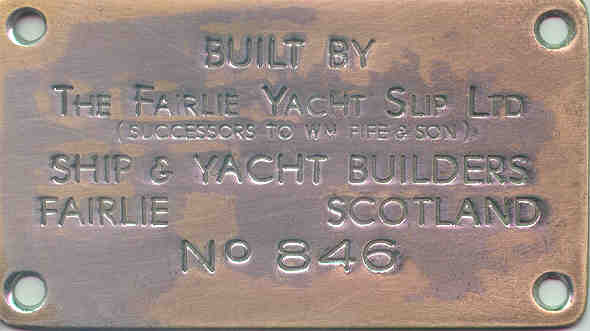 BUILT BY
THE FAIRLIE YACHT SLIP LTD
(SUCCESSORS TO WM FIFE & SON)
SHIP & YACHT BUILDERS
FAIRLIE SCOTLAND
No 846